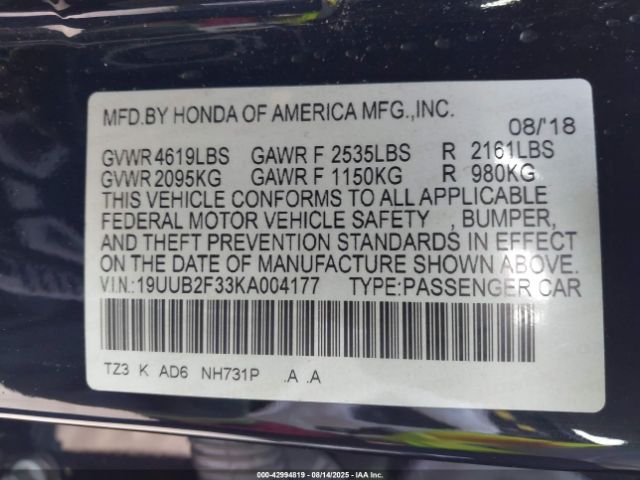 MFD.BY HONDA OF AMERICA MFG.,INC.
08/'18
GVWR 4619LBS GAWR F 2535LBS R 2161LBS
GVWR 2095KG GAWR F 1150KG R 980KG
THIS VEHICLE CONFORMS TO ALL APPLICABLE
FEDERAL MOTOR VEHICLE SAFETY , BUMPER,
AND THEFT PREVENTION STANDARDS IN EFFECT
ON THE DATE OF MANUFACTURE SHOWN ABOVE.
V.I.N.:19UUB2F33KA004177 TYPE:PASSENGER CAR
TZ3 K AD6 NH731P .A .A
000-42994819 | 08/14/2025 - IAA Inc.